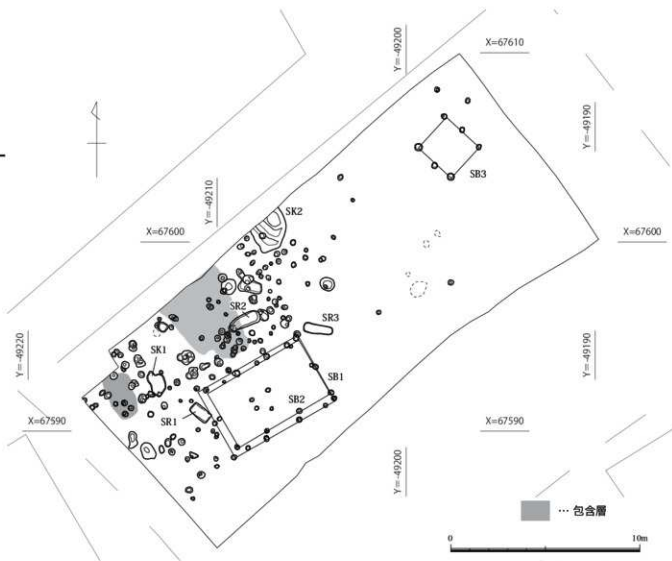 X=67610
Y=-49200
Y=-49190
SB3
Y=-49210
SK2
X=67600
X=67600
SR2
SR3
Y=-49220
SK1
SB1
Y=-49190
SB2
SR1
X=67590
X=67590
Y=-49200
… 包含層
0
10m